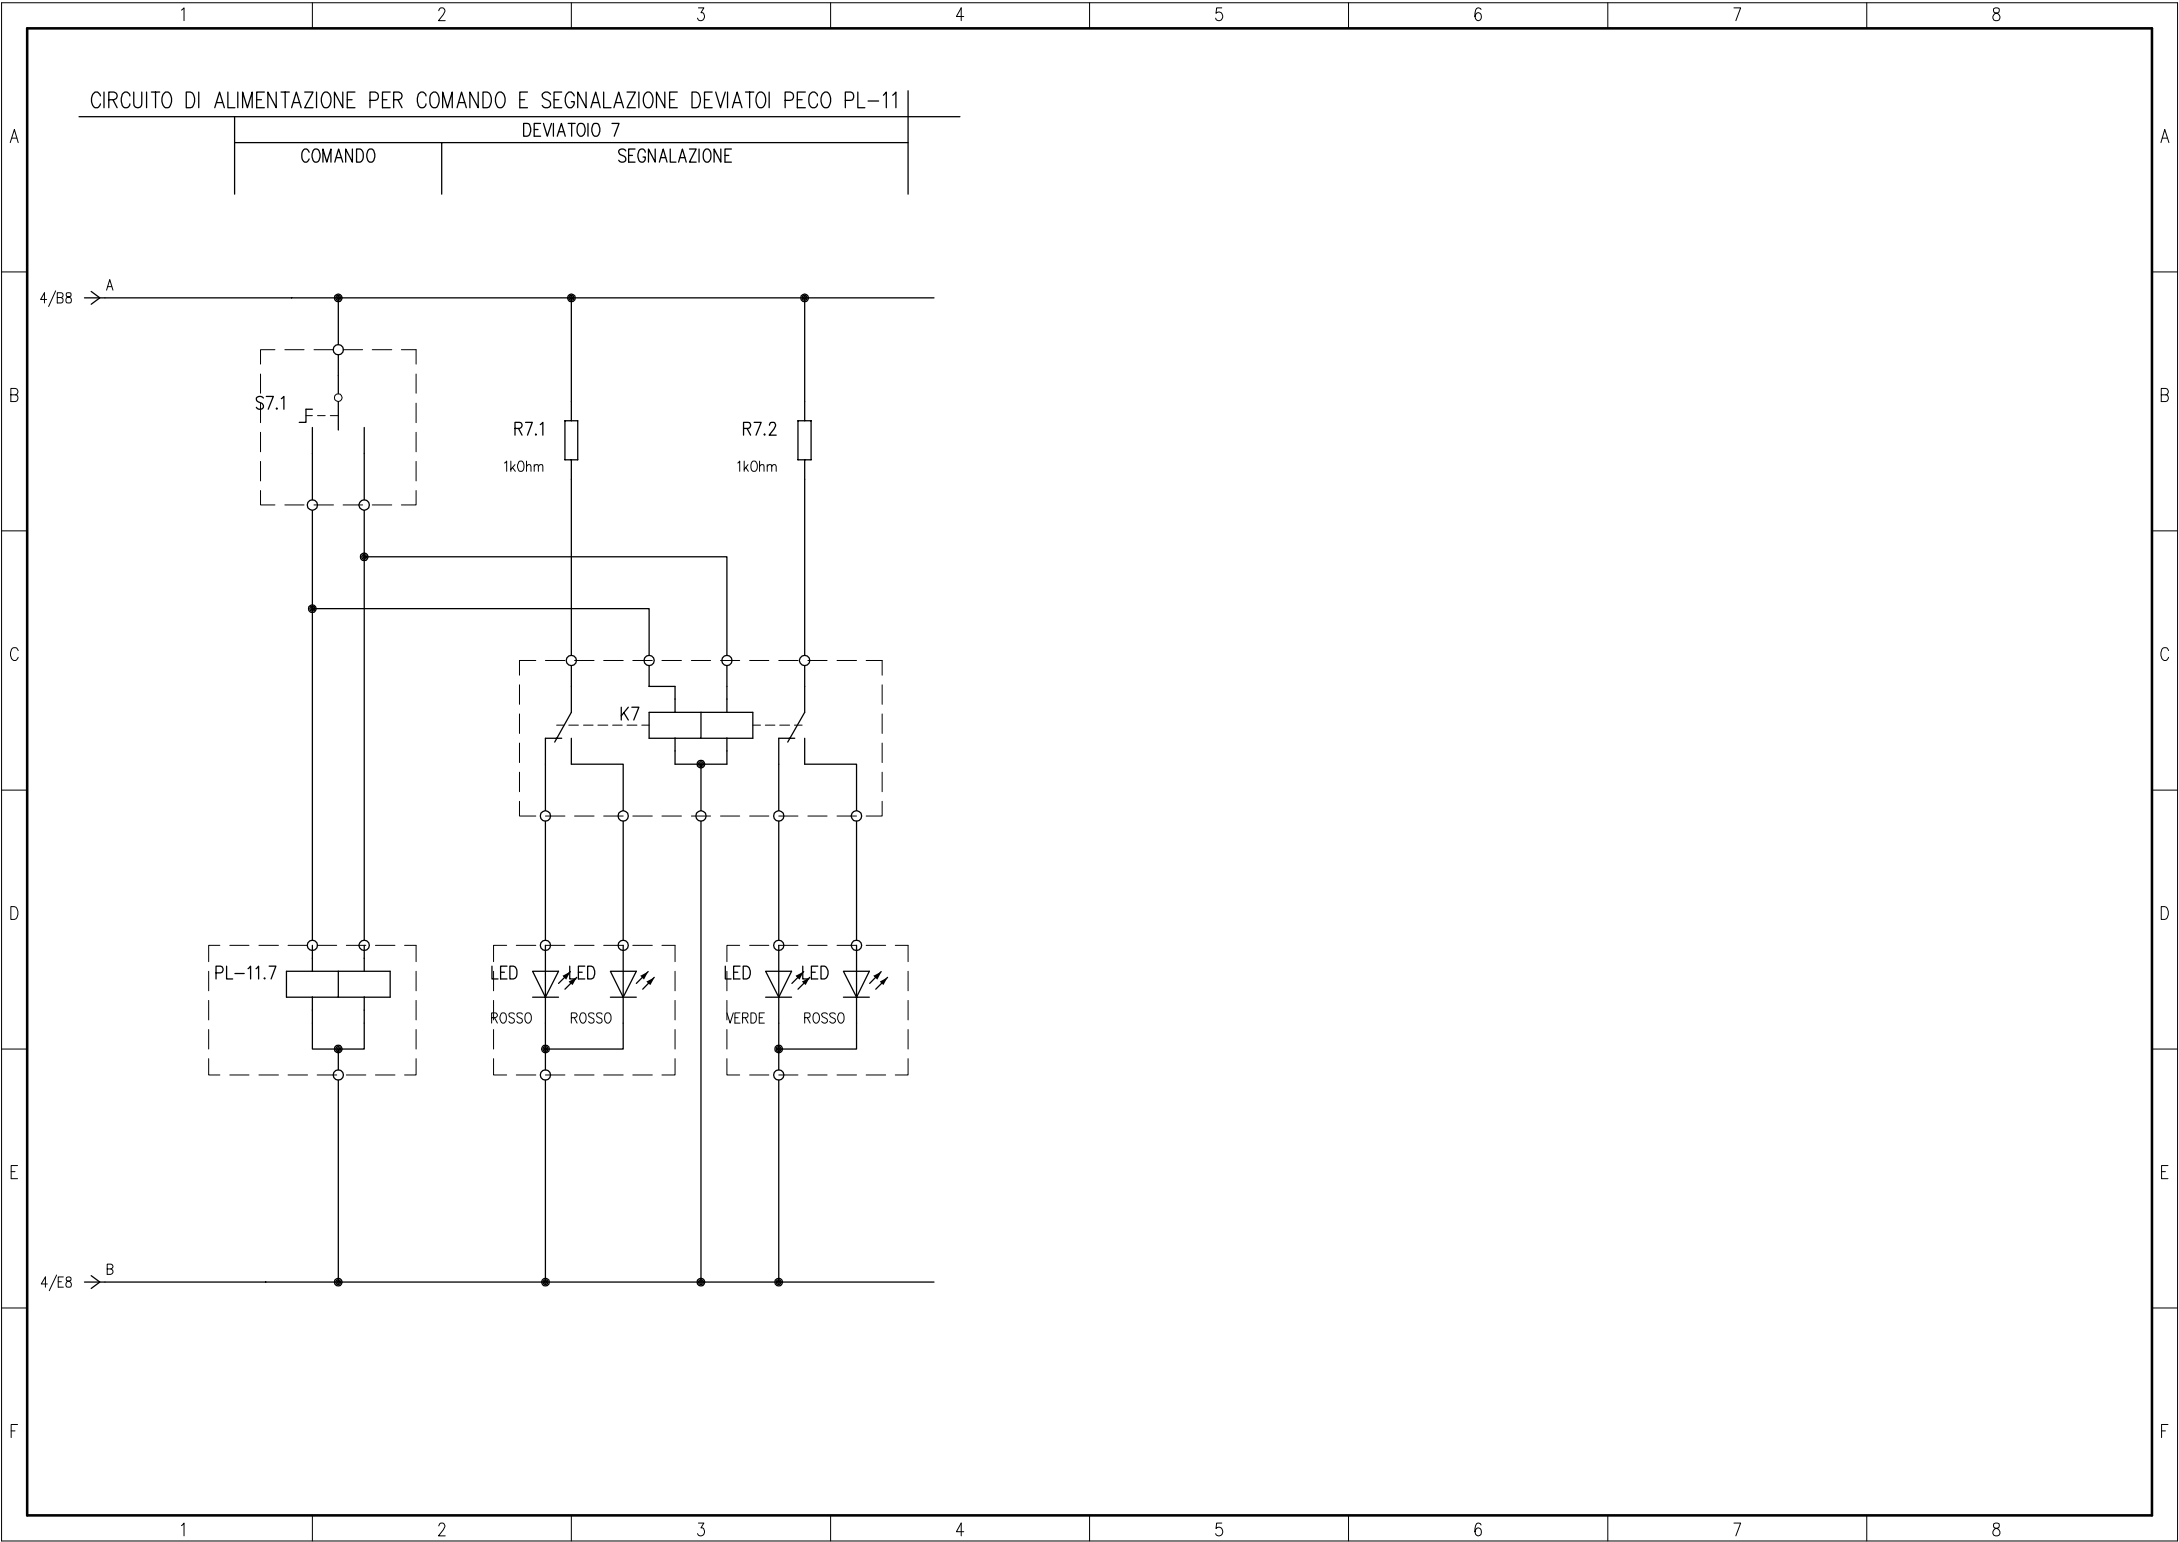 1 2 3 4 5 6 7 8
CIRCUITO DI ALIMENTAZIONE PER COMANDO E SEGNALAZIONE DEVIATOI PECO PL-11
A DEVIATOIO 7 A
COMANDO SEGNALAZIONE
4/B8 A
B S7.1 B
R7.1 R7.2
1kOhm 1kOhm
C C
K7
D D
PL-11.7 LED LED LED LED
ROSSO ROSSO VERDE ROSSO
E E
4/E8 B
F F
1 2 3 4 5 6 7 8